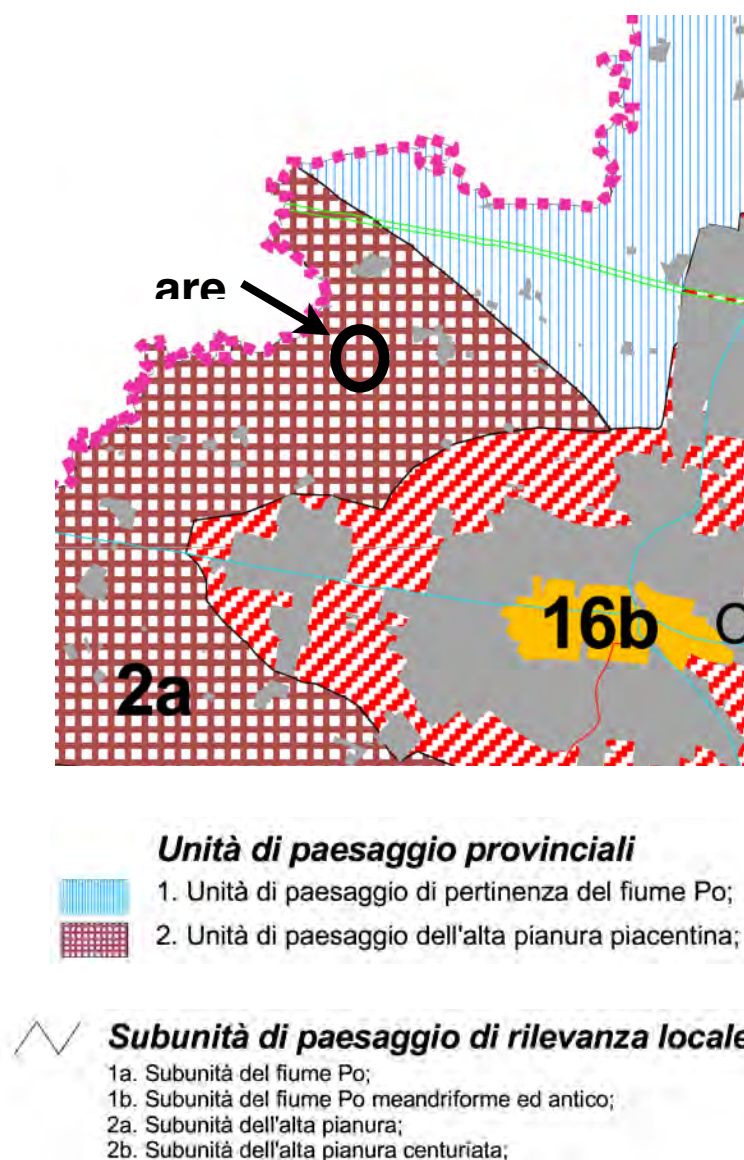 are
16b
C
2a
Unità di paesaggio provinciali
1. Unità di paesaggio di pertinenza del fiume Po;
2. Unità di paesaggio dell'alta pianura piacentina;
Subunità di paesaggio di rilevanza locale
1a. Subunità del fiume Po;
1b. Subunità del fiume Po meandriforme ed antico;
2a. Subunità dell'alta pianura;
2b. Subunità dell'alta pianura centuriata;